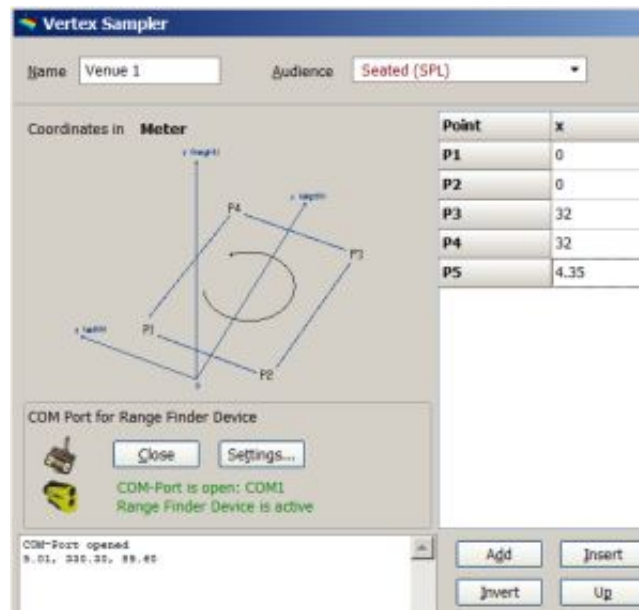 Vertex Sampler
Name Venue 1 Audience Seated (SPL)
Coordinates in Meter
P4
P3
P1
P2
Point x
P1 0
P2 0
P3 32
P4 32
P5 4.35
COM Port for Range Finder Device
Close Settings...
COM-Port is open: COM1
Range Finder Device is active
COM-Port opened
Add Insert
Invert Up